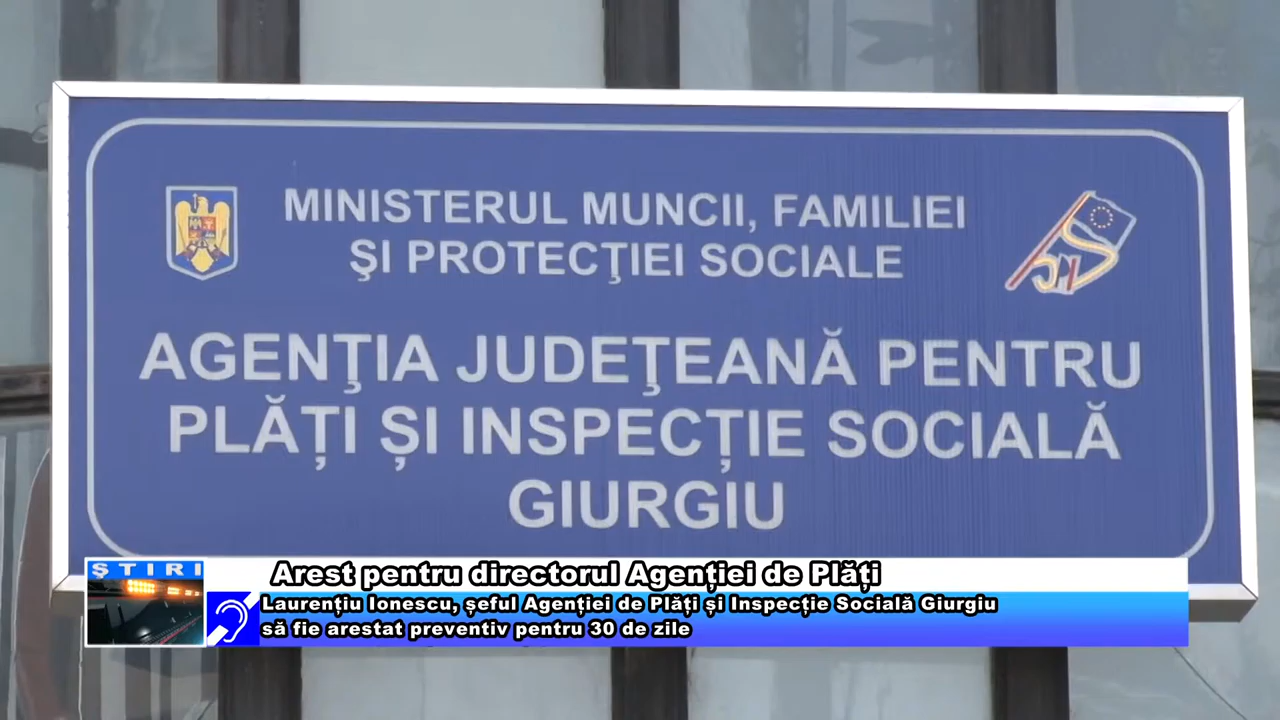 MINISTERUL MUNCII, FAMILIEI
ŞI PROTECŢIEI SOCIALE
AGENŢIA JUDEŢEANĂ PENTRU
PLĂȚI ȘI INSPECȚIE SOCIALĂ
GIURGIU
ŞTIRI
Arest pentru directorul Agenției de Plăți
Laurențiu Ionescu, șeful Agenției de Plăți și Inspecție Socială Giurgiu
să fie arestat preventiv pentru 30 de zile